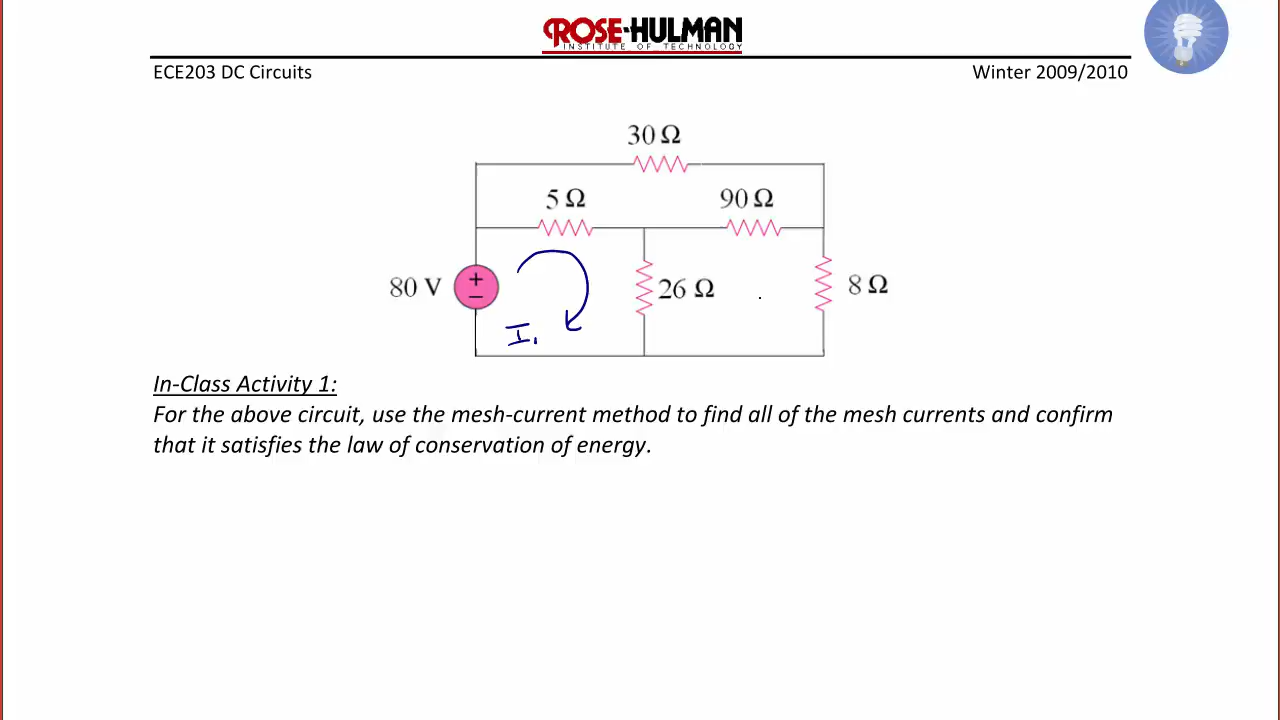 ROSE-HULMAN
INSTITUTE OF TECHNOLOGY
ECE203 DC Circuits Winter 2009/2010
30 Ω
5 Ω 90 Ω
80 V + − 26 Ω 8 Ω
I₁
In-Class Activity 1:
For the above circuit, use the mesh-current method to find all of the mesh currents and confirm
that it satisfies the law of conservation of energy.